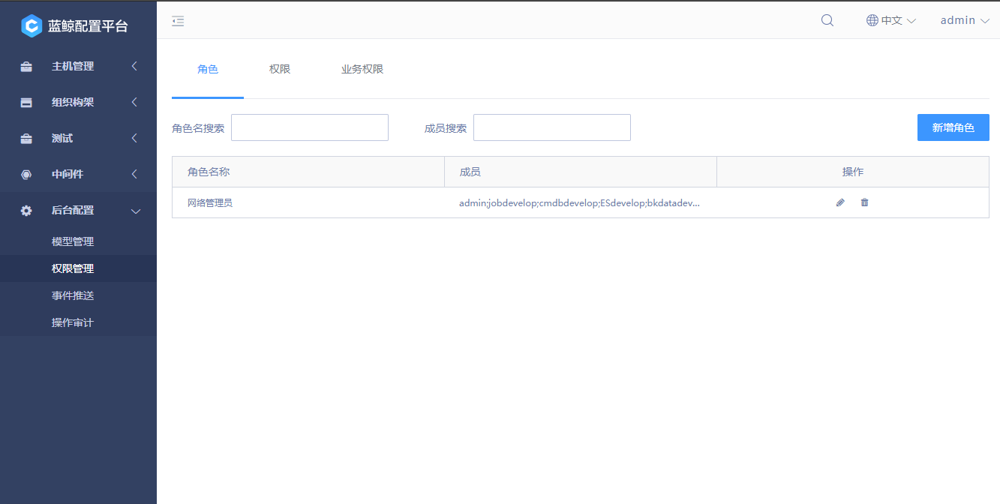 蓝鲸配置平台
主机管理
组织构架
测试
中间件
后台配置
模型管理
权限管理
事件推送
操作审计
中文 admin
角色 权限 业务权限
角色名搜索 成员搜索 新增角色
角色名称 成员 操作
网络管理员 admin;jobdevelop;cmdbdevelop;ESdevelop;bkdatadev...